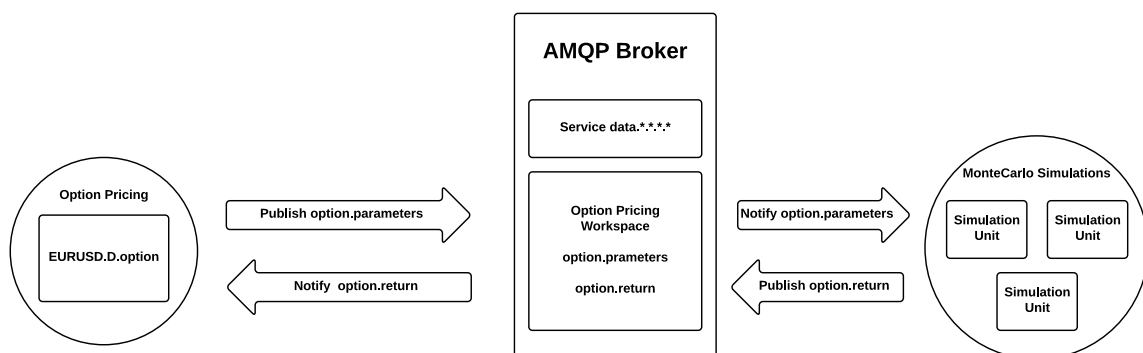 AMQP Broker
Service data.*.*.*.*
Option Pricing
EURUSD.D.option
Publish option.parameters
Notify  option.return
Option Pricing
Workspace
option.prameters
option.return
Notify option.parameters
Publish option.return
MonteCarlo Simulations
Simulation
Unit
Simulation
Unit
Simulation
Unit